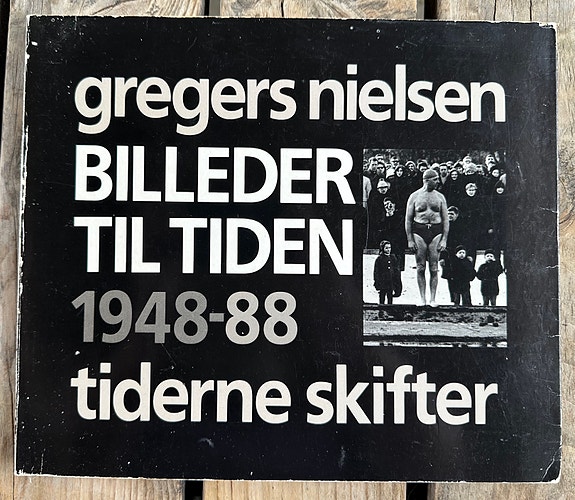 gregers nielsen
BILLEDER
TIL TIDEN
1948-88
tiderne skifter